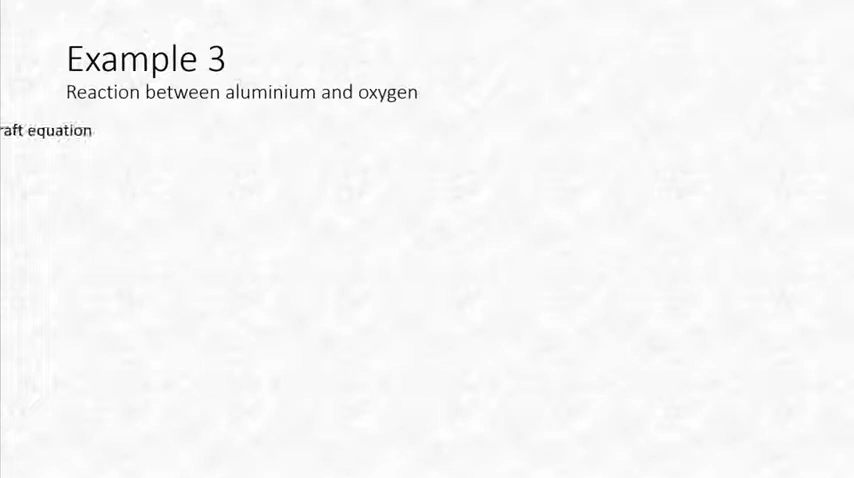 Example 3
Reaction between aluminium and oxygen
raft equation